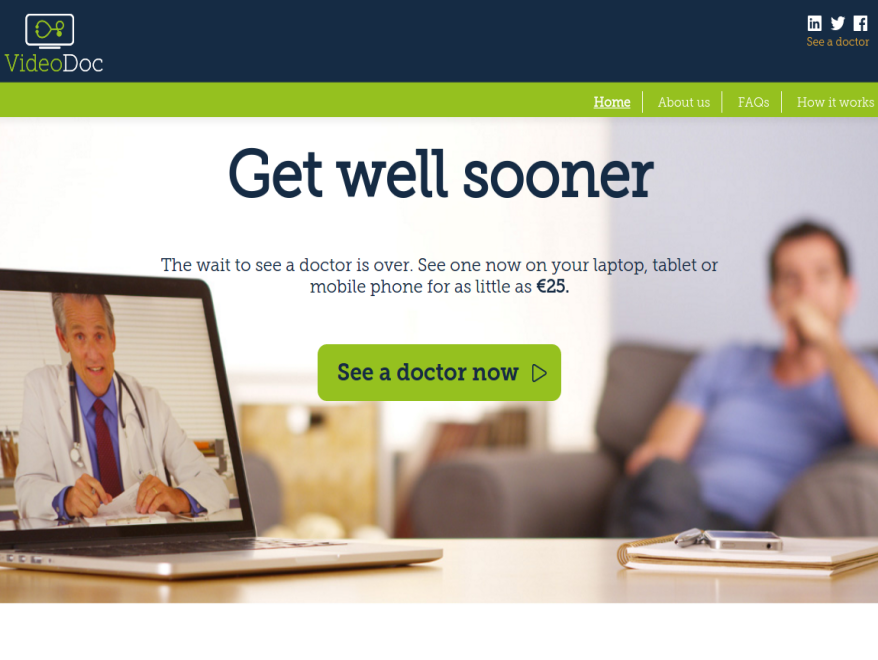 VideoDoc
See a doctor
Home
About us
FAQs
How it works
Get well sooner
The wait to see a doctor is over. See one now on your laptop, tablet or
mobile phone for as little as €25.
See a doctor now